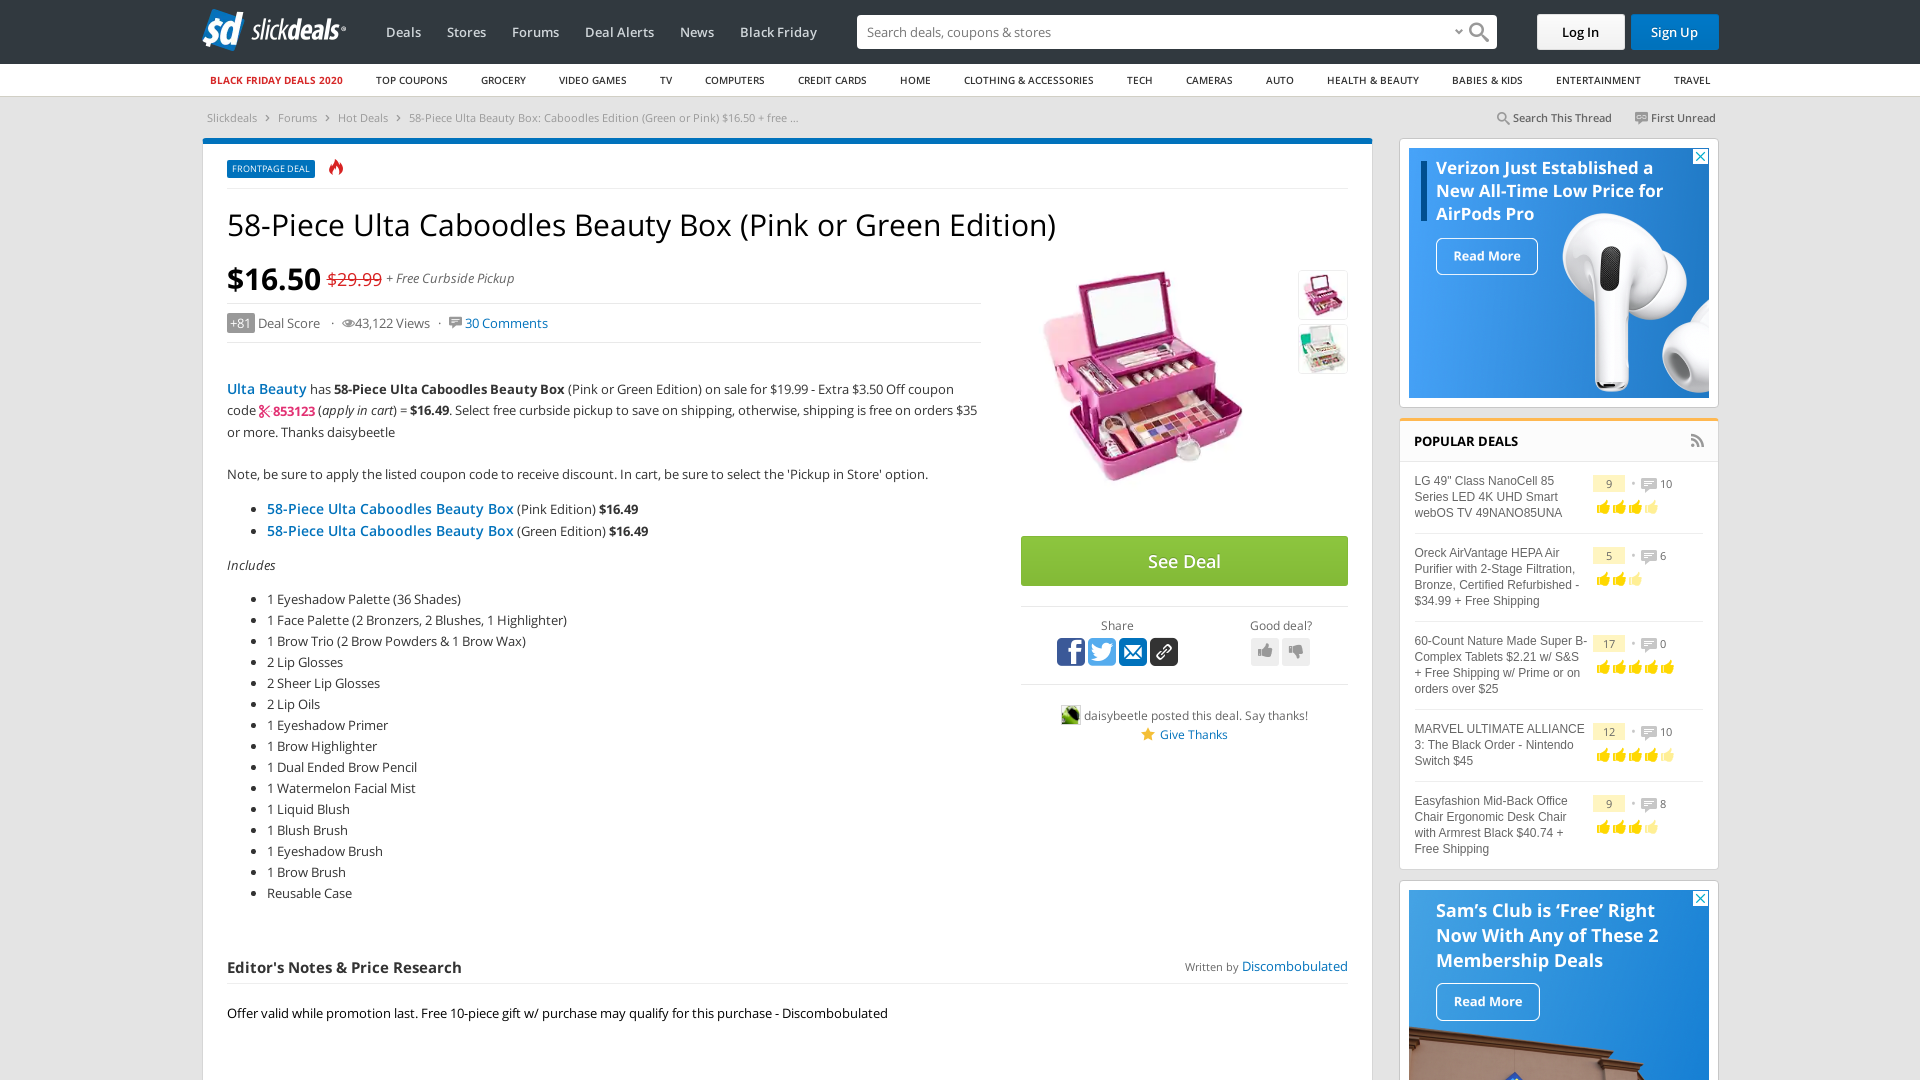 slickdeals
Deals
Stores
Forums
Deal Alerts
News
Black Friday
Search deals, coupons & stores
Log In
Sign Up
BLACK FRIDAY DEALS 2020
TOP COUPONS
GROCERY
VIDEO GAMES
TV
COMPUTERS
CREDIT CARDS
HOME
CLOTHING & ACCESSORIES
TECH
CAMERAS
AUTO
HEALTH & BEAUTY
BABIES & KIDS
ENTERTAINMENT
TRAVEL
Slickdeals › Forums › Hot Deals › 58-Piece Ulta Beauty Box: Caboodles Edition (Green or Pink) $16.50 + free ...
Search This Thread
First Unread
FRONTPAGE DEAL
58-Piece Ulta Caboodles Beauty Box (Pink or Green Edition)
$16.50 $29.99 + Free Curbside Pickup
+81 Deal Score · 43,122 Views · 30 Comments
Ulta Beauty has 58-Piece Ulta Caboodles Beauty Box (Pink or Green Edition) on sale for $19.99 - Extra $3.50 Off coupon
code 853123 (apply in cart) = $16.49. Select free curbside pickup to save on shipping, otherwise, shipping is free on orders $35
or more. Thanks daisybeetle
Note, be sure to apply the listed coupon code to receive discount. In cart, be sure to select the 'Pickup in Store' option.
• 58-Piece Ulta Caboodles Beauty Box (Pink Edition) $16.49
• 58-Piece Ulta Caboodles Beauty Box (Green Edition) $16.49
Includes
• 1 Eyeshadow Palette (36 Shades)
• 1 Face Palette (2 Bronzers, 2 Blushes, 1 Highlighter)
• 1 Brow Trio (2 Brow Powders & 1 Brow Wax)
• 2 Lip Glosses
• 2 Sheer Lip Glosses
• 2 Lip Oils
• 1 Eyeshadow Primer
• 1 Brow Highlighter
• 1 Dual Ended Brow Pencil
• 1 Watermelon Facial Mist
• 1 Liquid Blush
• 1 Blush Brush
• 1 Eyeshadow Brush
• 1 Brow Brush
• Reusable Case
See Deal
Share
Good deal?
daisybeetle posted this deal. Say thanks!
Give Thanks
Editor's Notes & Price Research
Written by Discombobulated
Offer valid while promotion last. Free 10-piece gift w/ purchase may qualify for this purchase - Discombobulated
Verizon Just Established a
New All-Time Low Price for
AirPods Pro
Read More
POPULAR DEALS
LG 49" Class NanoCell 85
Series LED 4K UHD Smart
webOS TV 49NANO85UNA
9 • 10
Oreck AirVantage HEPA Air
Purifier with 2-Stage Filtration,
Bronze, Certified Refurbished -
$34.99 + Free Shipping
5 • 6
60-Count Nature Made Super B-
Complex Tablets $2.21 w/ S&S
+ Free Shipping w/ Prime or on
orders over $25
17 • 0
MARVEL ULTIMATE ALLIANCE
3: The Black Order - Nintendo
Switch $45
12 • 10
Easyfashion Mid-Back Office
Chair Ergonomic Desk Chair
with Armrest Black $40.74 +
Free Shipping
9 • 8
Sam's Club is 'Free' Right
Now With Any of These 2
Membership Deals
Read More